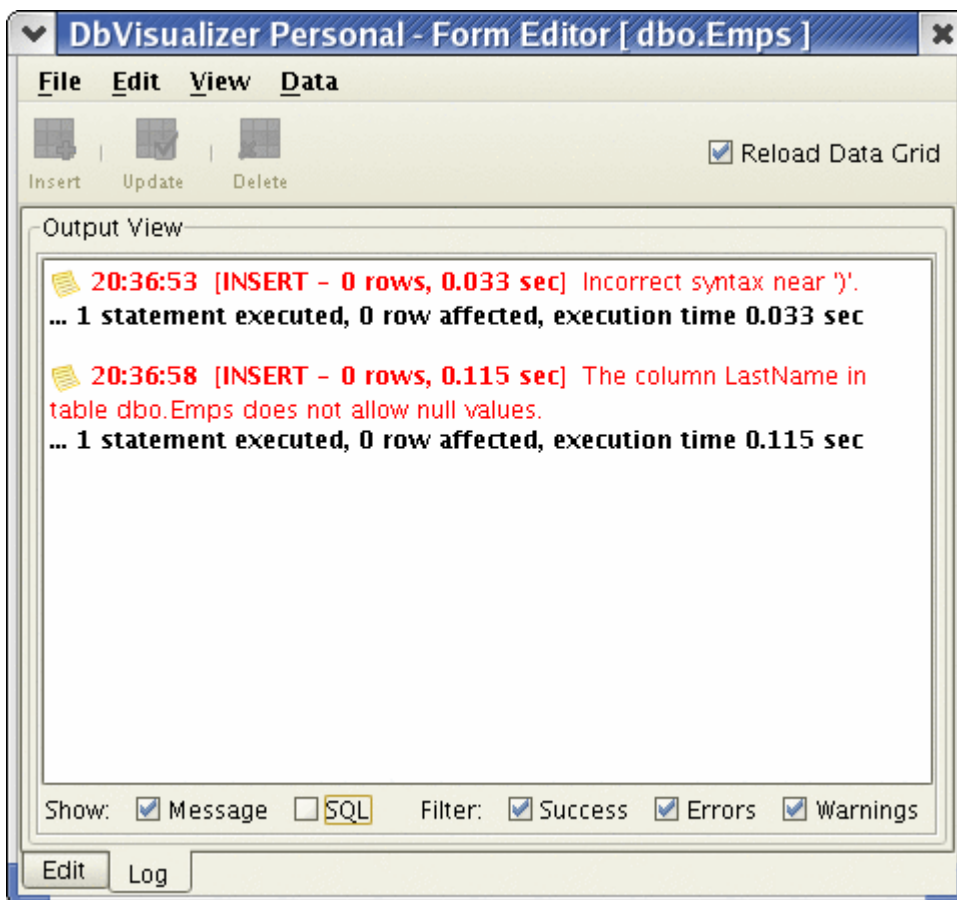 DbVisualizer Personal - Form Editor [ dbo.Emps ]
File Edit View Data
Insert Update Delete Reload Data Grid
Output View
20:36:53 [INSERT - 0 rows, 0.033 sec] Incorrect syntax near ')'.
... 1 statement executed, 0 row affected, execution time 0.033 sec
20:36:58 [INSERT - 0 rows, 0.115 sec] The column LastName in
table dbo.Emps does not allow null values.
... 1 statement executed, 0 row affected, execution time 0.115 sec
Show: Message SQL Filter: Success Errors Warnings
Edit Log